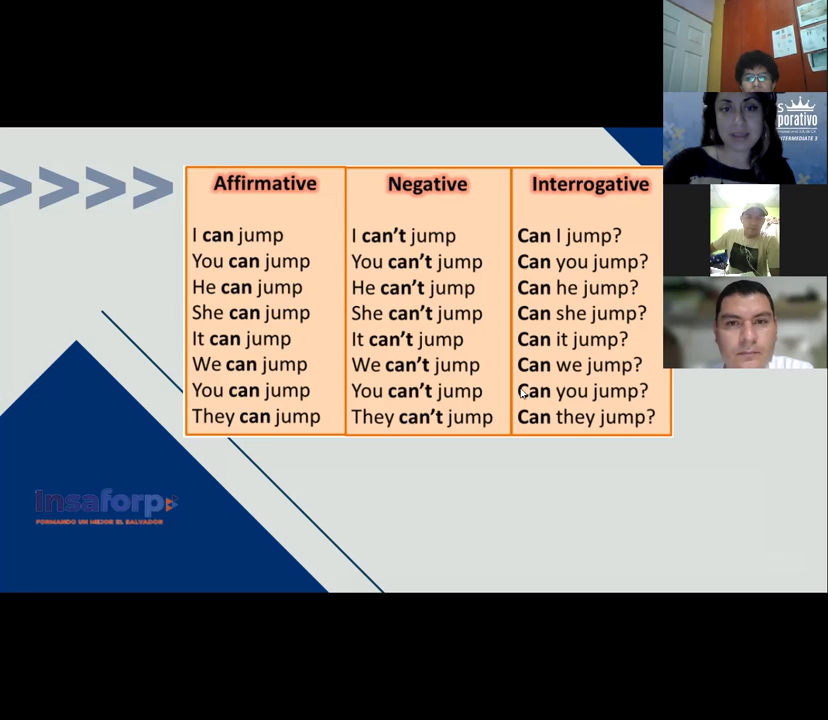 Affirmative
I can jump
You can jump
He can jump
She can jump
It can jump
We can jump
You can jump
They can jump
Negative
I can't jump
You can't jump
He can't jump
She can't jump
It can't jump
We can't jump
You can't jump
They can't jump
Interrogative
Can I jump?
Can you jump?
Can he jump?
Can she jump?
Can it jump?
Can we jump?
Can you jump?
Can they jump?
Insaforp
FORMANDO UN MEJOR EL SALVADOR
S
porativo